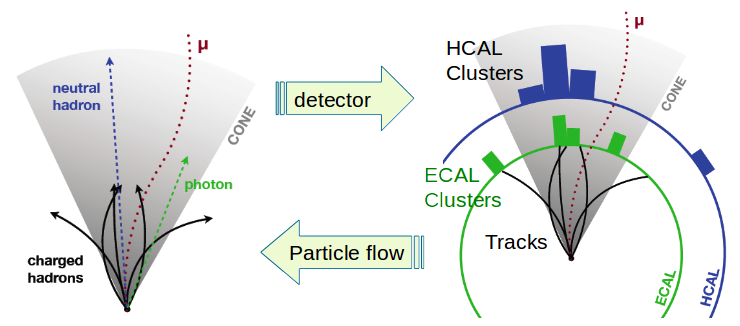 μ
neutral
hadron
CONE
photon
charged
hadrons
detector
Particle flow
μ
HCAL
Clusters
CONE
ECAL
Clusters
Tracks
ECAL
HCAL